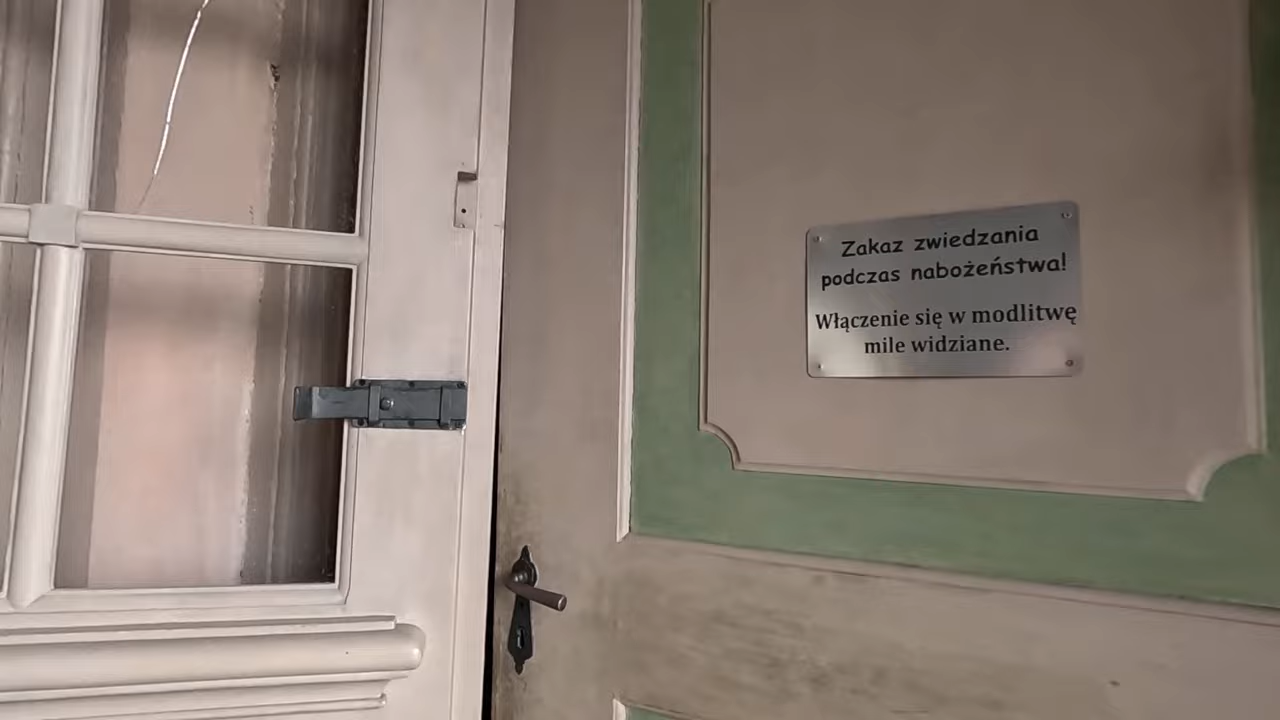 Zakaz zwiedzania
podczas nabożeństwa!
Włączenie się w modlitwę
mile widziane.